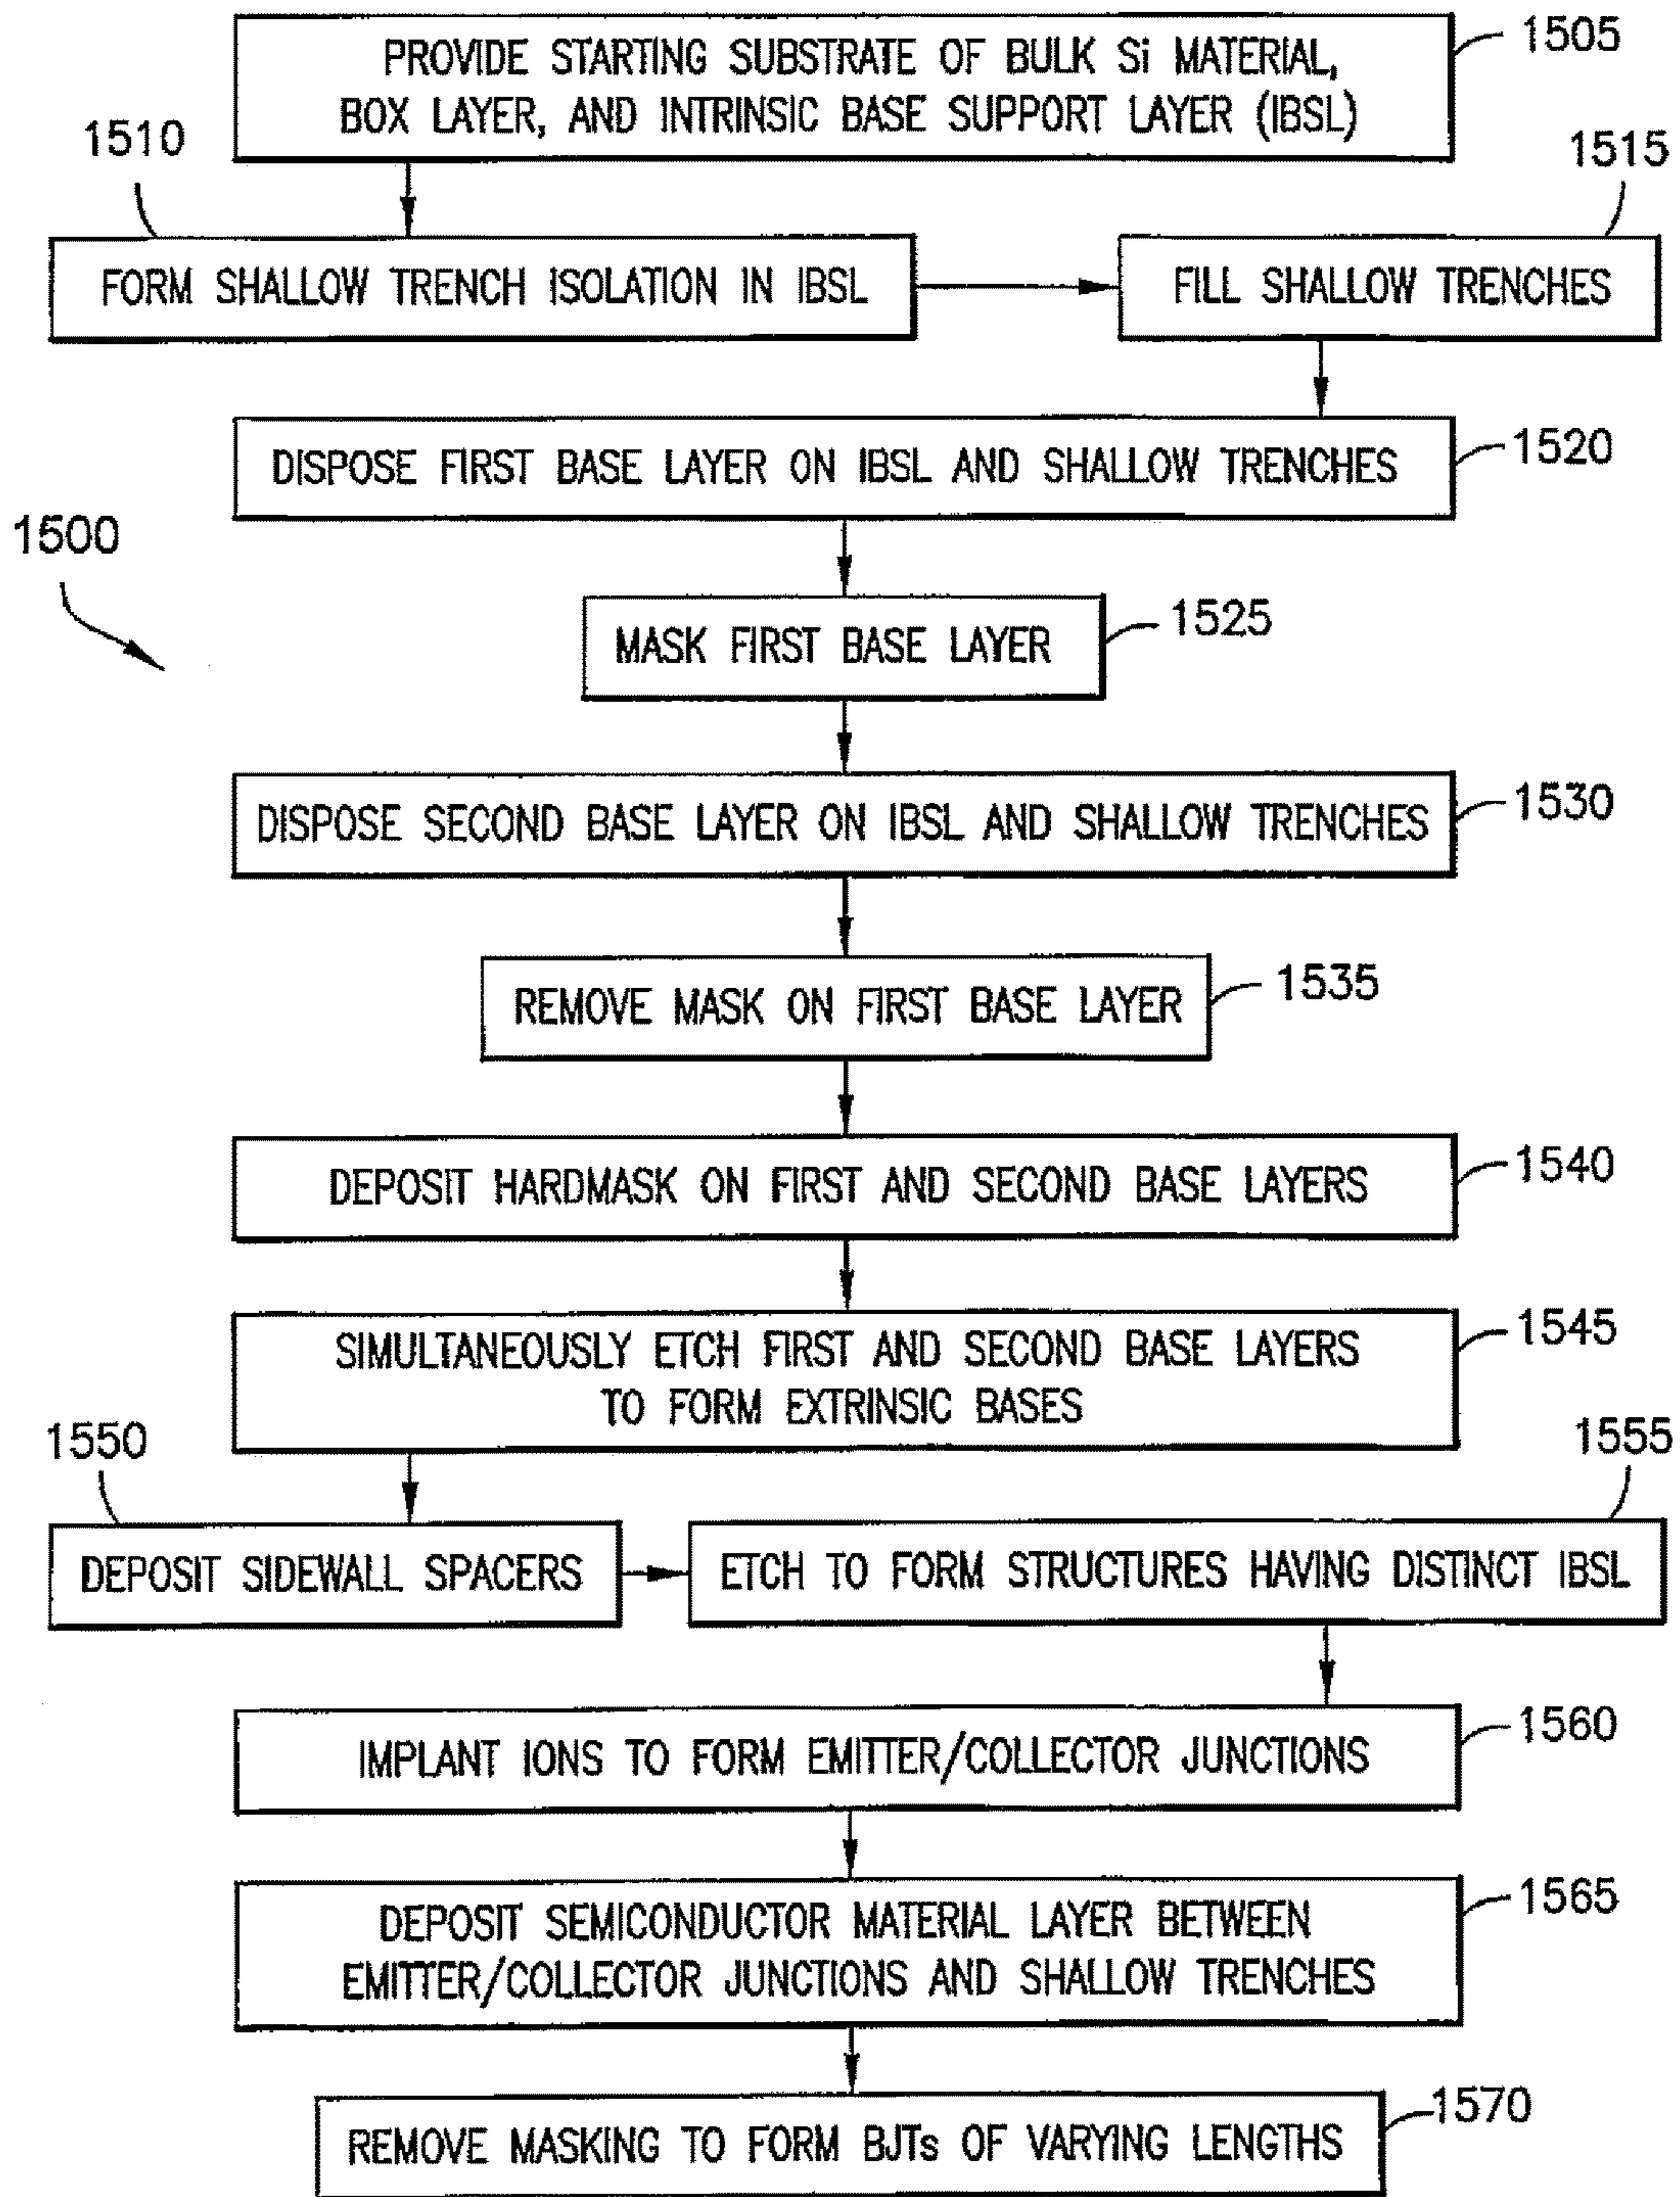 PROVIDE STARTING SUBSTRATE OF BULK Si MATERIAL,
BOX LAYER, AND INTRINSIC BASE SUPPORT LAYER (IBSL)
1505
1510
1515
FORM SHALLOW TRENCH ISOLATION IN IBSL
FILL SHALLOW TRENCHES
DISPOSE FIRST BASE LAYER ON IBSL AND SHALLOW TRENCHES
1520
1500
MASK FIRST BASE LAYER
1525
DISPOSE SECOND BASE LAYER ON IBSL AND SHALLOW TRENCHES
1530
REMOVE MASK ON FIRST BASE LAYER
1535
DEPOSIT HARDMASK ON FIRST AND SECOND BASE LAYERS
1540
SIMULTANEOUSLY ETCH FIRST AND SECOND BASE LAYERS
TO FORM EXTRINSIC BASES
1545
1550
1555
DEPOSIT SIDEWALL SPACERS
ETCH TO FORM STRUCTURES HAVING DISTINCT IBSL
IMPLANT IONS TO FORM EMITTER/COLLECTOR JUNCTIONS
1560
DEPOSIT SEMICONDUCTOR MATERIAL LAYER BETWEEN
EMITTER/COLLECTOR JUNCTIONS AND SHALLOW TRENCHES
1565
REMOVE MASKING TO FORM BJTs OF VARYING LENGTHS
1570